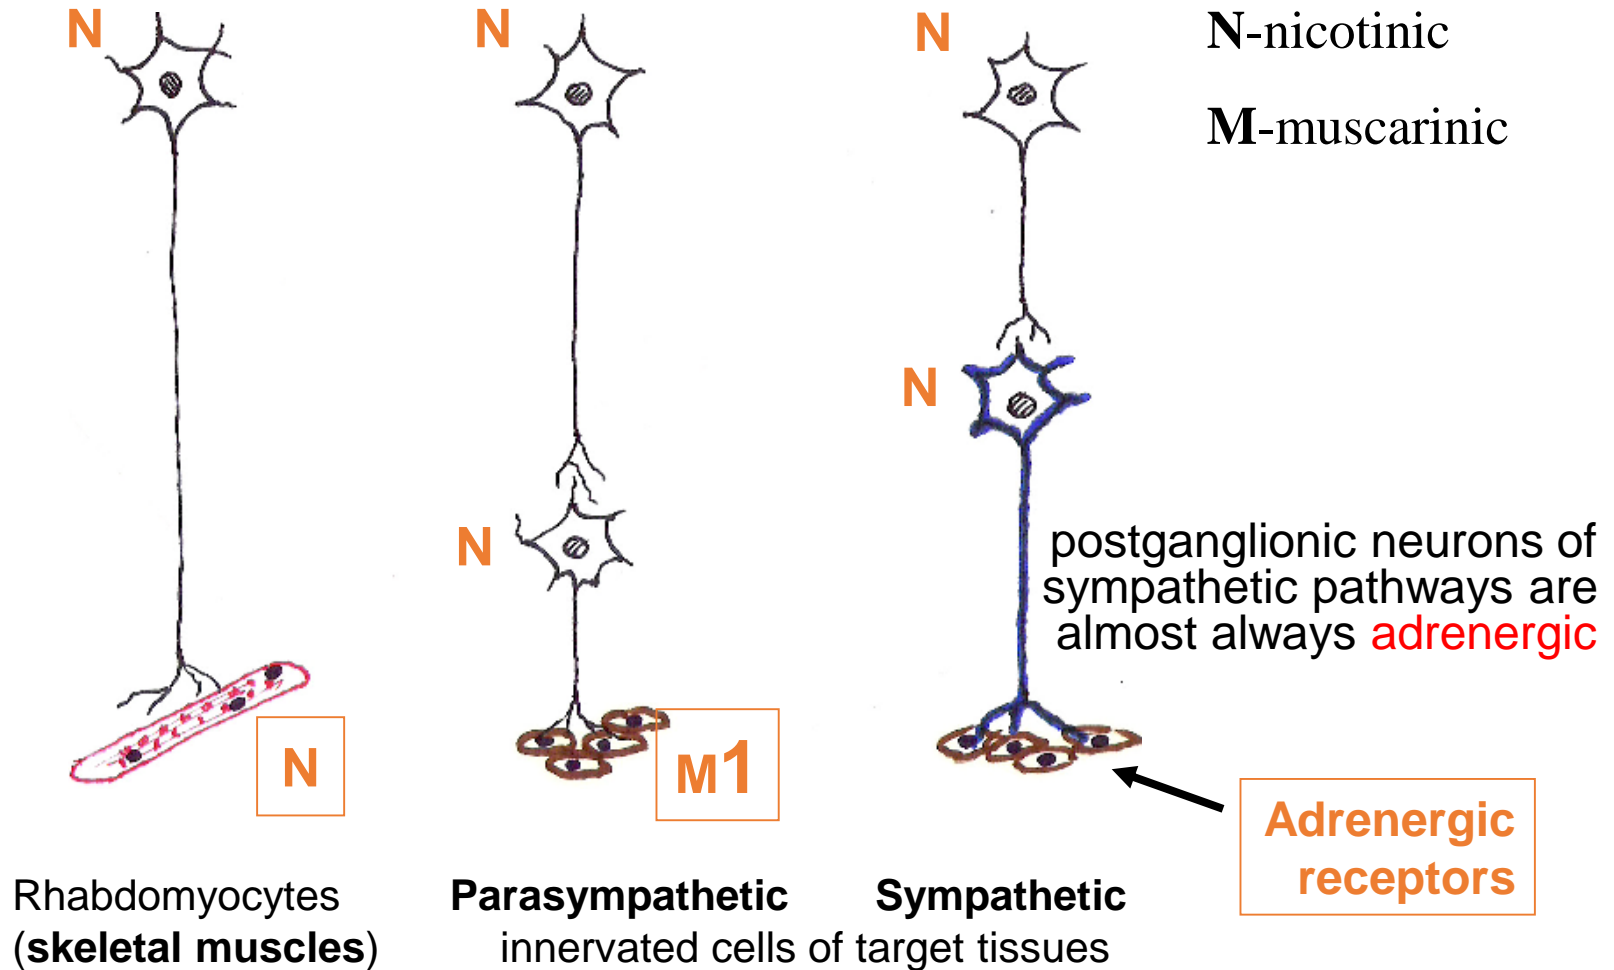 N
N
N
N-nicotinic
M-muscarinic
N
N
postganglionic neurons of
sympathetic pathways are
almost always adrenergic
N
M1
Adrenergic
receptors
Rhabdomyocytes
(skeletal muscles)
Parasympathetic Sympathetic
innervated cells of target tissues